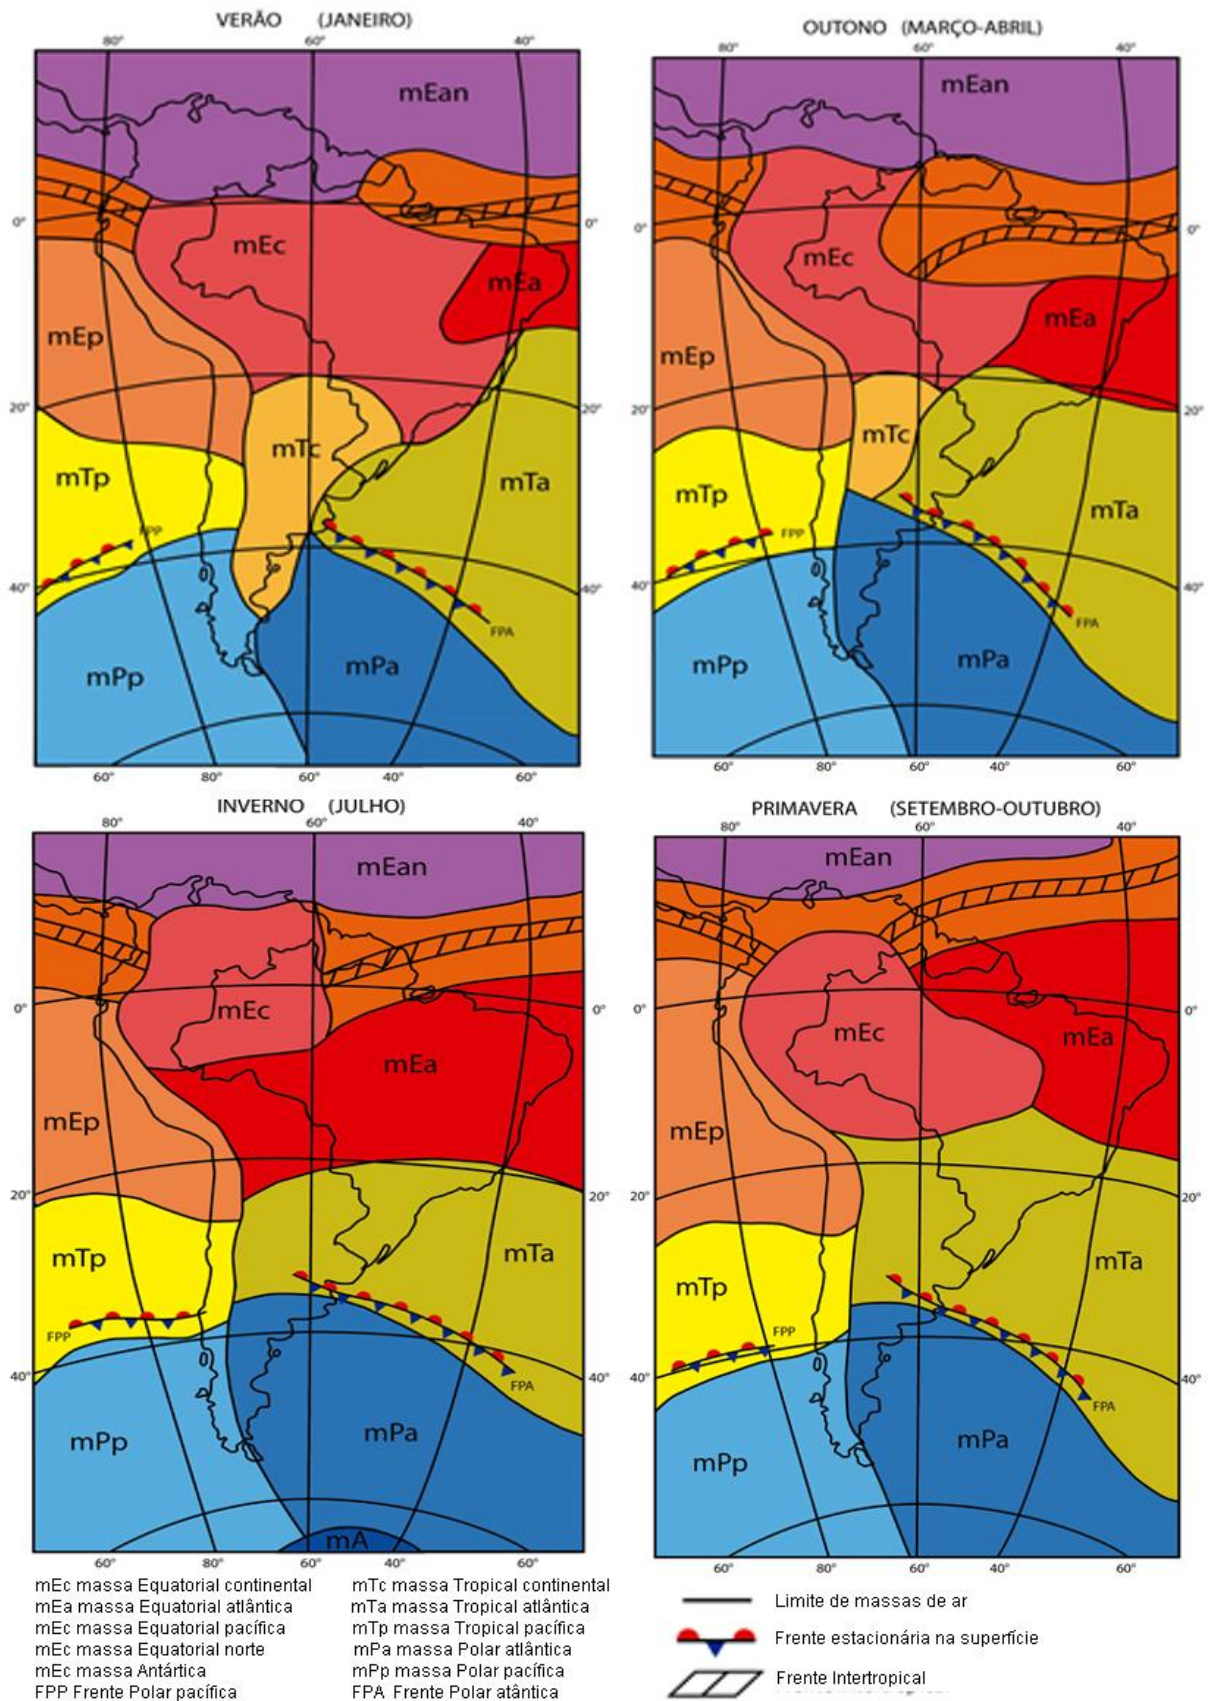 VERÃO (JANEIRO)
80° 60° 40°
mEan
0° 0°
mEc
mEa
mEp
20° 20°
mTc
mTp
mTa
FPP
40° 40°
FPA
mPa
mPp
60° 80° 60° 40° 60°
OUTONO (MARÇO-ABRIL)
80° 60° 40°
mEan
0° 0°
mEc
mEa
mEp
20° 20°
mTc
mTp
mTa
FPP
40° 40°
FPA
mPa
mPp
60° 80° 60° 40° 60°
INVERNO (JULHO)
80° 60° 40°
mEan
0° 0°
mEc
mEa
mEp
20° 20°
mTp
mTa
FPP
40° 40°
FPA
mPa
mPp
mA
60° 80° 60° 40° 60°
PRIMAVERA (SETEMBRO-OUTUBRO)
80° 60° 40°
mEan
0° 0°
mEc
mEa
mEp
20° 20°
mTa
mTp
FPP
40° 40°
FPA
mPa
mPp
60° 80° 60° 40° 60°
mEc massa Equatorial continental
mEa massa Equatorial atlântica
mEc massa Equatorial pacífica
mEc massa Equatorial norte
mEc massa Antártica
FPP Frente Polar pacífica
mTc massa Tropical continental
mTa massa Tropical atlântica
mTp massa Tropical pacífica
mPa massa Polar atlântica
mPp massa Polar pacífica
FPA Frente Polar atântica
Limite de massas de ar
Frente estacionária na superfície
Frente Intertropical